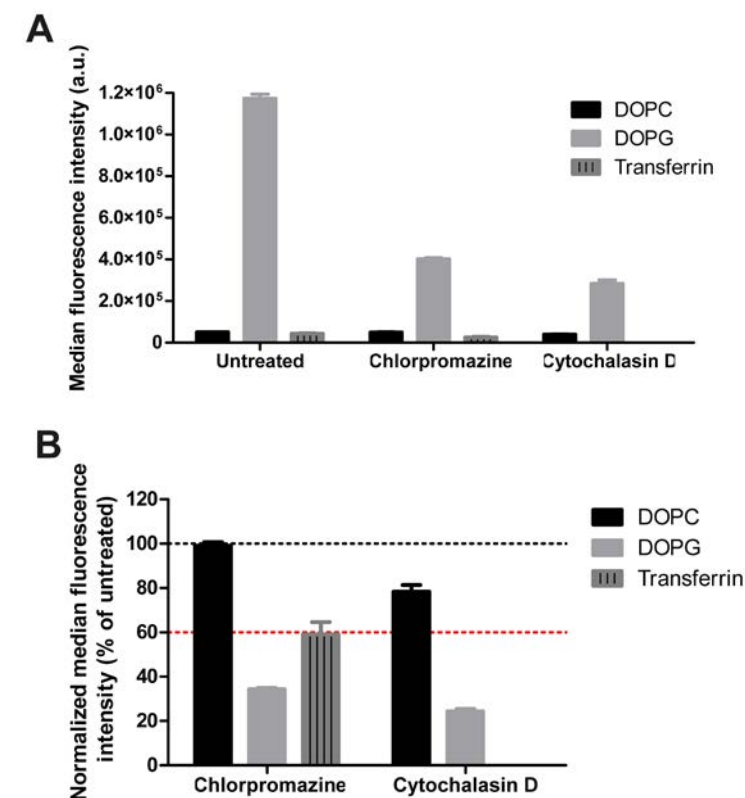 A
Median fluorescence intensity (a.u.)
1.2×10⁶
1.0×10⁶
8.0×10⁵
6.0×10⁵
4.0×10⁵
2.0×10⁵
0
Untreated Chlorpromazine Cytochalasin D
DOPC
DOPG
Transferrin
B
Normalized median fluorescence
intensity (% of untreated)
120
100
80
60
40
20
0
Chlorpromazine Cytochalasin D
DOPC
DOPG
Transferrin